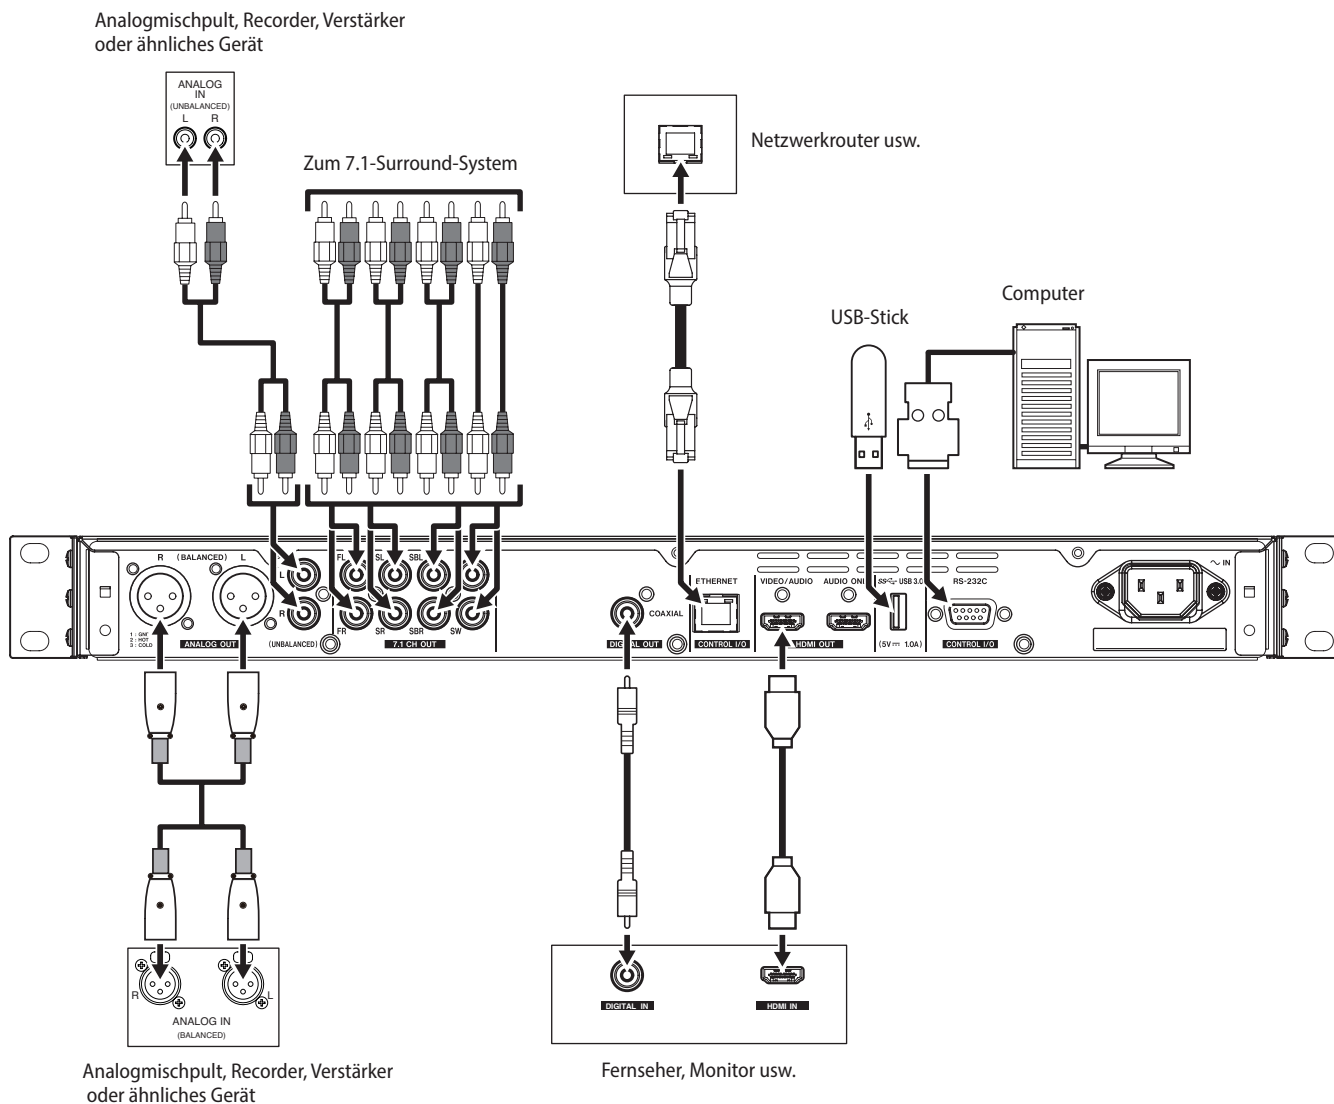 Analogmischpult, Recorder, Verstärker
oder ähnliches Gerät
ANALOG
IN
(UNBALANCED)
L R
Zum 7.1-Surround-System
Netzwerkrouter usw.
USB-Stick
Computer
R (BALANCED) L
1 : GND
2 : HOT
3 : COLD
ANALOG OUT
L
R
(UNBALANCED)
FL SL SBL
FR SR SBR SW
7.1 CH OUT
COAXIAL
DIGITAL OUT
ETHERNET
CONTROL I/O
VIDEO/AUDIO AUDIO ONLY
HDMI OUT
USB 3.0
(5V 1.0A)
RS-232C
CONTROL I/O
~ IN
R L
ANALOG IN
(BALANCED)
DIGITAL IN
HDMI IN
Analogmischpult, Recorder, Verstärker
oder ähnliches Gerät
Fernseher, Monitor usw.